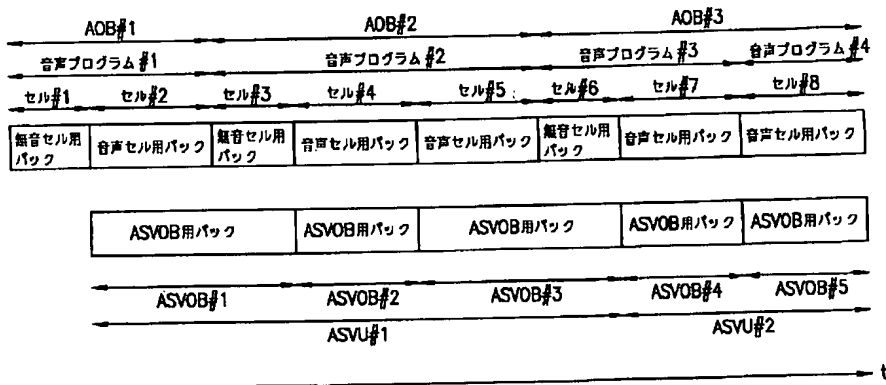 AOB#1 AOB#2 AOB#3
音声プログラム#1 音声プログラム#2 音声プログラム#3 音声プログラム#4
セル#1 セル#2 セル#3 セル#4 セル#5 セル#6 セル#7 セル#8
無音セル用パック 音声セル用パック 無音セル用パック 音声セル用パック 音声セル用パック 無音セル用パック 音声セル用パック 音声セル用パック
ASVOB用パック ASVOB用パック ASVOB用パック ASVOB用パック ASVOB用パック
ASVOB#1 ASVOB#2 ASVOB#3 ASVOB#4 ASVOB#5
ASVU#1 ASVU#2
t